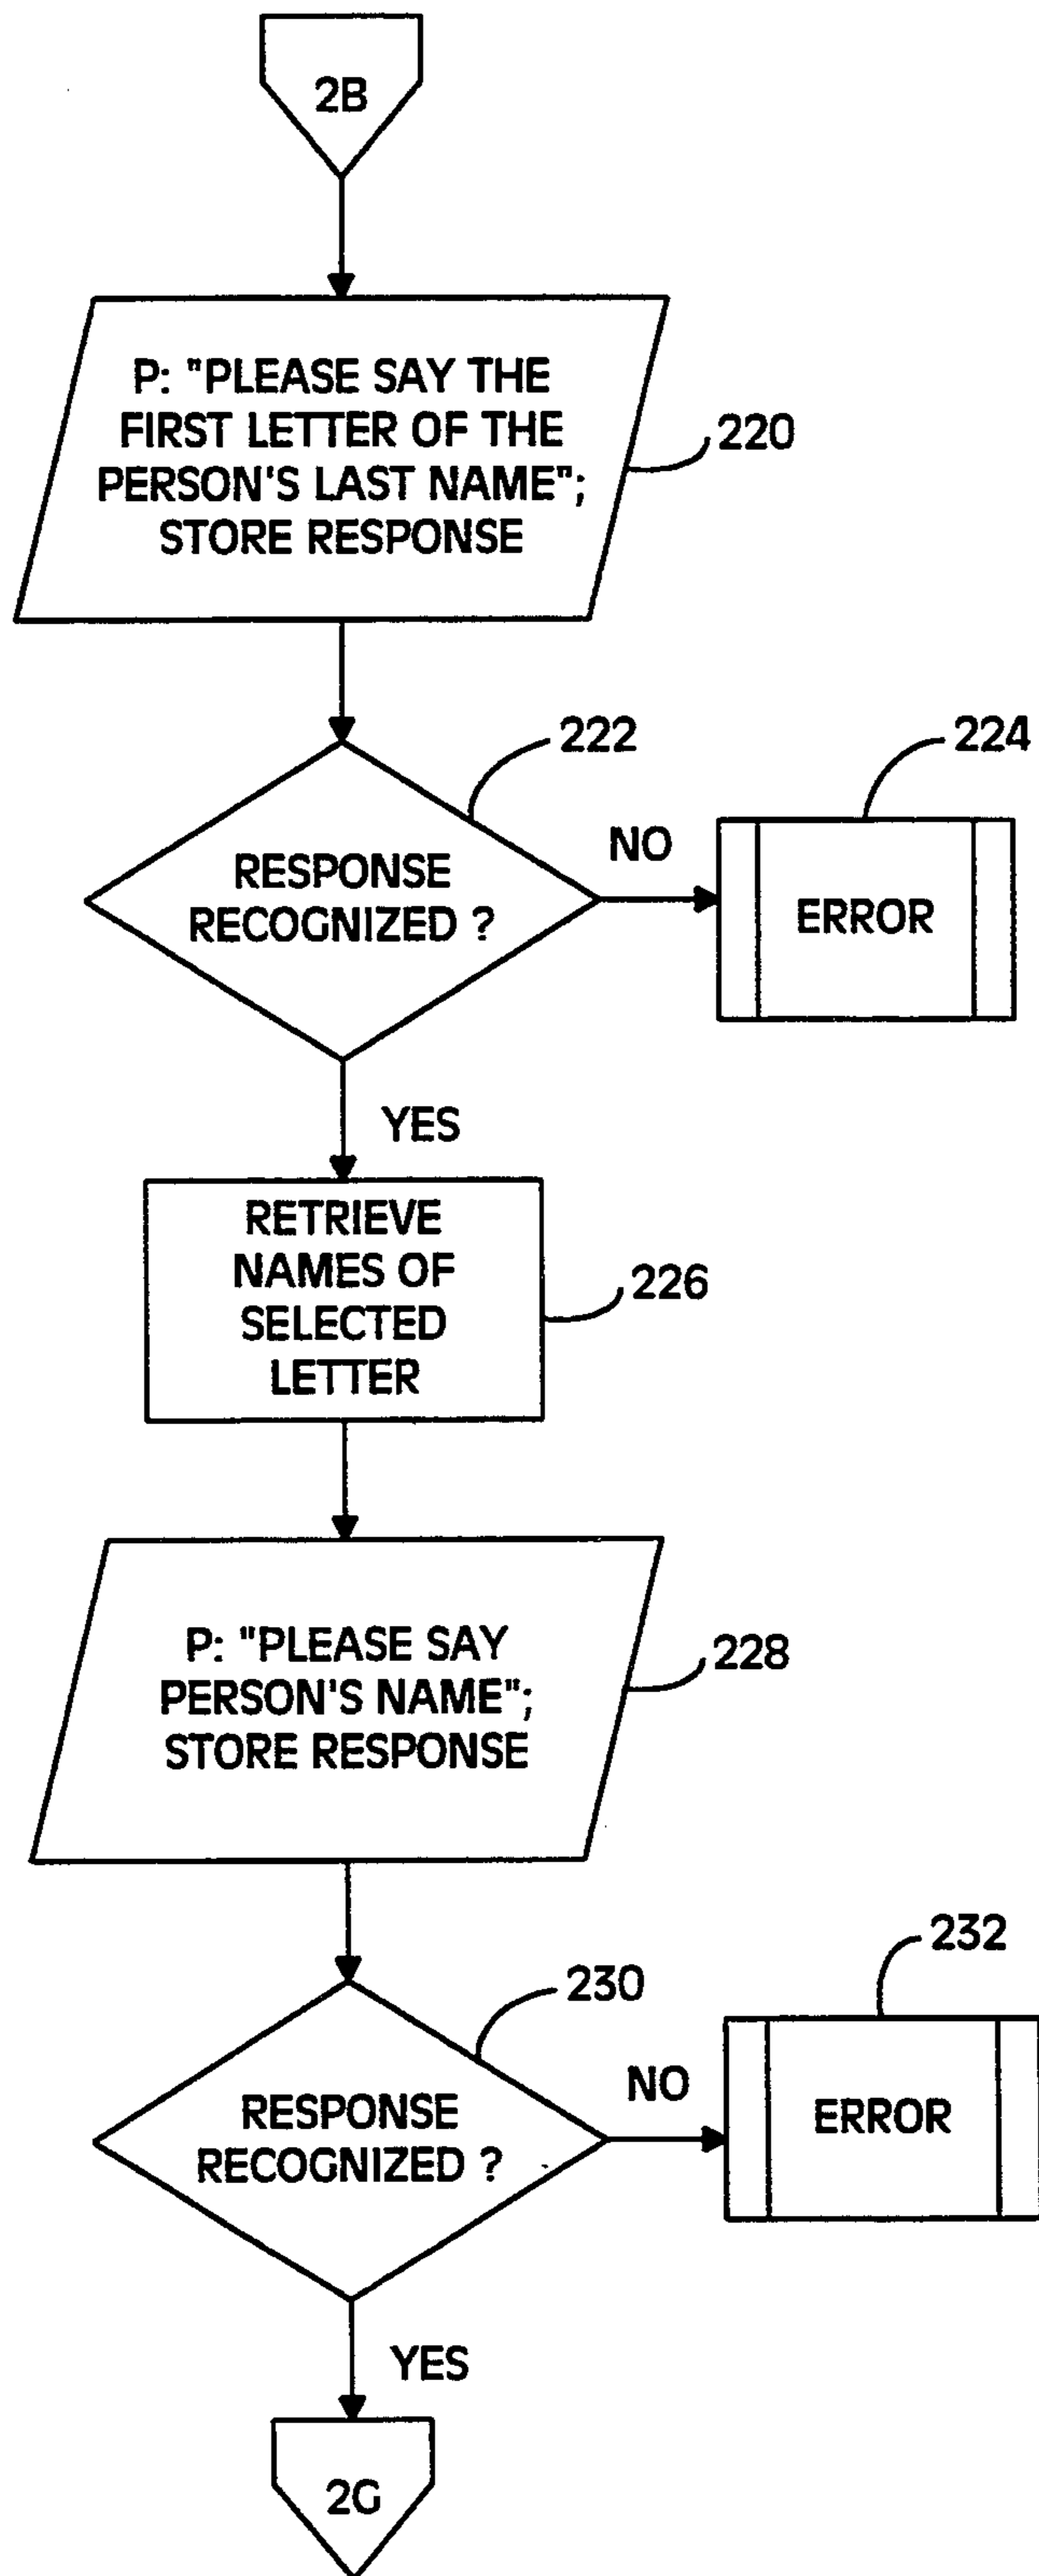 2B
P: "PLEASE SAY THE
FIRST LETTER OF THE
PERSON'S LAST NAME";
STORE RESPONSE
220
222
224
RESPONSE
RECOGNIZED ?
NO
ERROR
YES
RETRIEVE
NAMES OF
SELECTED
LETTER
226
P: "PLEASE SAY
PERSON'S NAME";
STORE RESPONSE
228
230
232
RESPONSE
RECOGNIZED ?
NO
ERROR
YES
2G